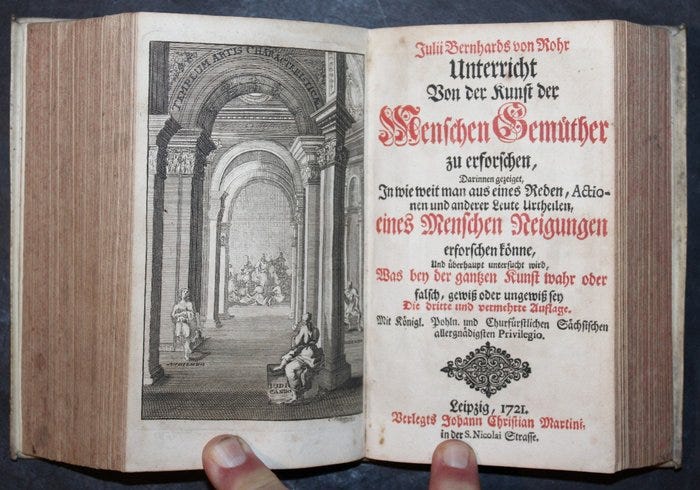 TEMPLUM ARTIS CHARACTERISTICÆ
JUDI
CANDO
Julii Bernhards von Rohr
Unterricht
Von der Kunst der
Menschen Gemüther
zu erforschen,
Darinnen gezeiget,
In wie weit man aus eines Reden, Actio-
nen und anderer Leute Urtheilen,
eines Menschen Neigungen
erforschen könne,
Und überhaupt untersucht wird,
Was bey der gantzen Kunst wahr oder
falsch, gewiß oder ungewiß sey
Die dritte und vermehrte Auflage.
Mit Königl. Pohln. und Churfürstlichen Sächsischen
allergnädigsten Privilegio.
Leipzig, 1721.
Verlegts Johann Christian Martini,
in der S. Nicolai Strasse.